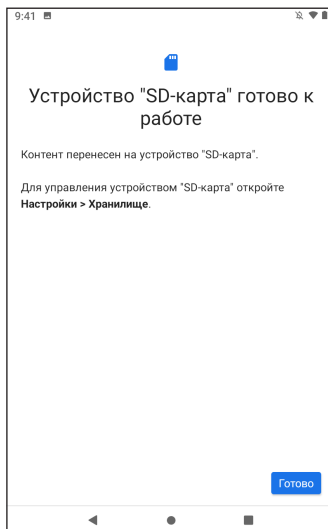 9:41
Устройство "SD-карта" готово к
работе
Контент перенесен на устройство "SD-карта".
Для управления устройством "SD-карта" откройте
Настройки > Хранилище.
Готово